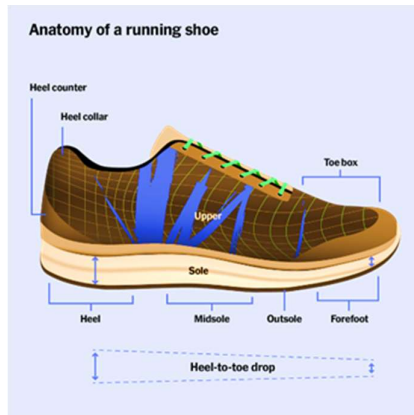 Anatomy of a running shoe
Heel counter
Heel collar
Toe box
Upper
Sole
Heel
Midsole
Outsole
Forefoot
Heel-to-toe drop